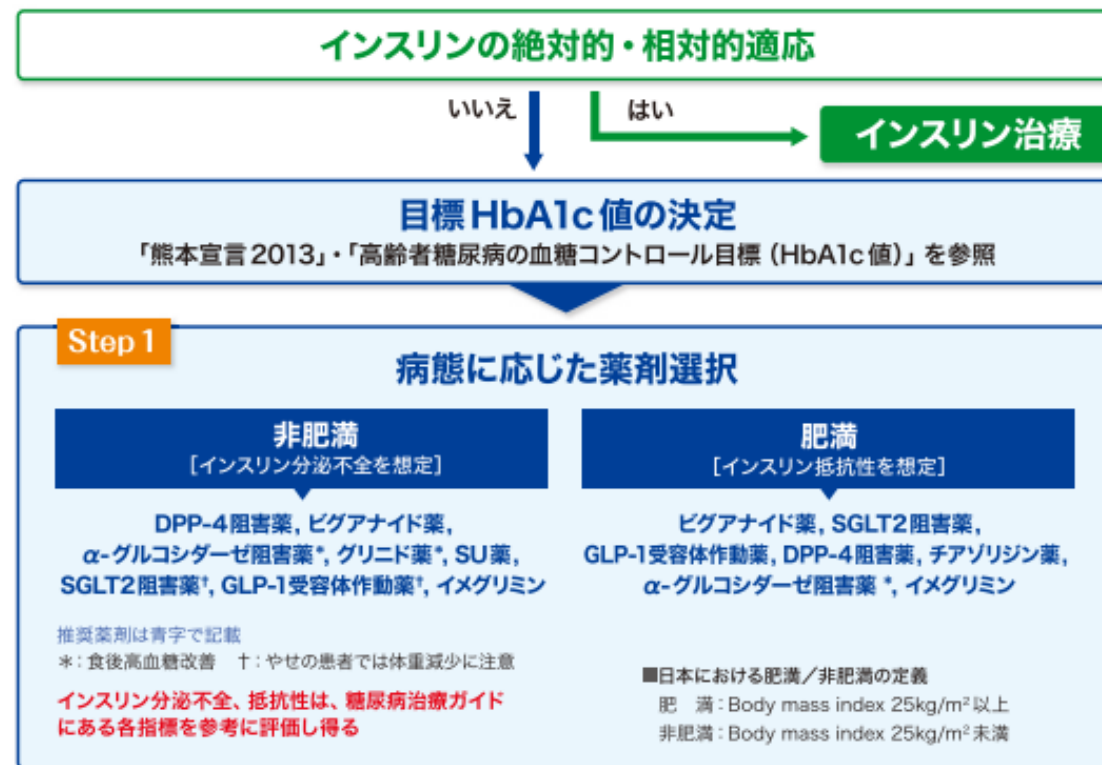 インスリンの絶対的・相対的適応
いいえ
はい
インスリン治療
目標HbA1c値の決定
「熊本宣言2013」・「高齢者糖尿病の血糖コントロール目標（HbA1c値）」を参照
Step 1
病態に応じた薬剤選択
非肥満
［インスリン分泌不全を想定］
DPP-4阻害薬, ビグアナイド薬,
α-グルコシダーゼ阻害薬*, グリニド薬*, SU薬,
SGLT2阻害薬†, GLP-1受容体作動薬†, イメグリミン
肥満
［インスリン抵抗性を想定］
ビグアナイド薬, SGLT2阻害薬,
GLP-1受容体作動薬, DPP-4阻害薬, チアゾリジン薬,
α-グルコシダーゼ阻害薬 *, イメグリミン
推奨薬剤は青字で記載
＊：食後高血糖改善　†：やせの患者では体重減少に注意
インスリン分泌不全、抵抗性は、糖尿病治療ガイド
にある各指標を参考に評価し得る
■日本における肥満／非肥満の定義
肥　満：Body mass index 25kg/m²以上
非肥満：Body mass index 25kg/m²未満